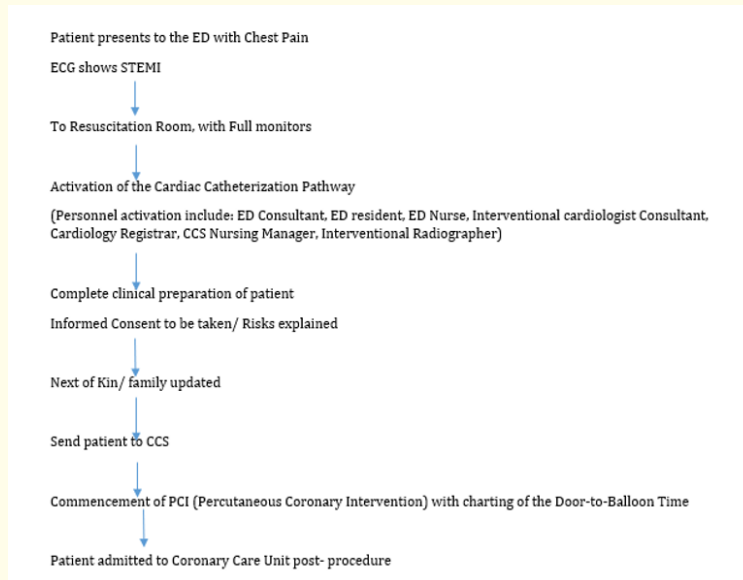 Patient presents to the ED with Chest Pain
ECG shows STEMI
To Resuscitation Room, with Full monitors
Activation of the Cardiac Catheterization Pathway
(Personnel activation include: ED Consultant, ED resident, ED Nurse, Interventional cardiologist Consultant,
Cardiology Registrar, CCS Nursing Manager, Interventional Radiographer)
Complete clinical preparation of patient
Informed Consent to be taken/ Risks explained
Next of Kin/ family updated
Send patient to CCS
Commencement of PCI (Percutaneous Coronary Intervention) with charting of the Door-to-Balloon Time
Patient admitted to Coronary Care Unit post- procedure